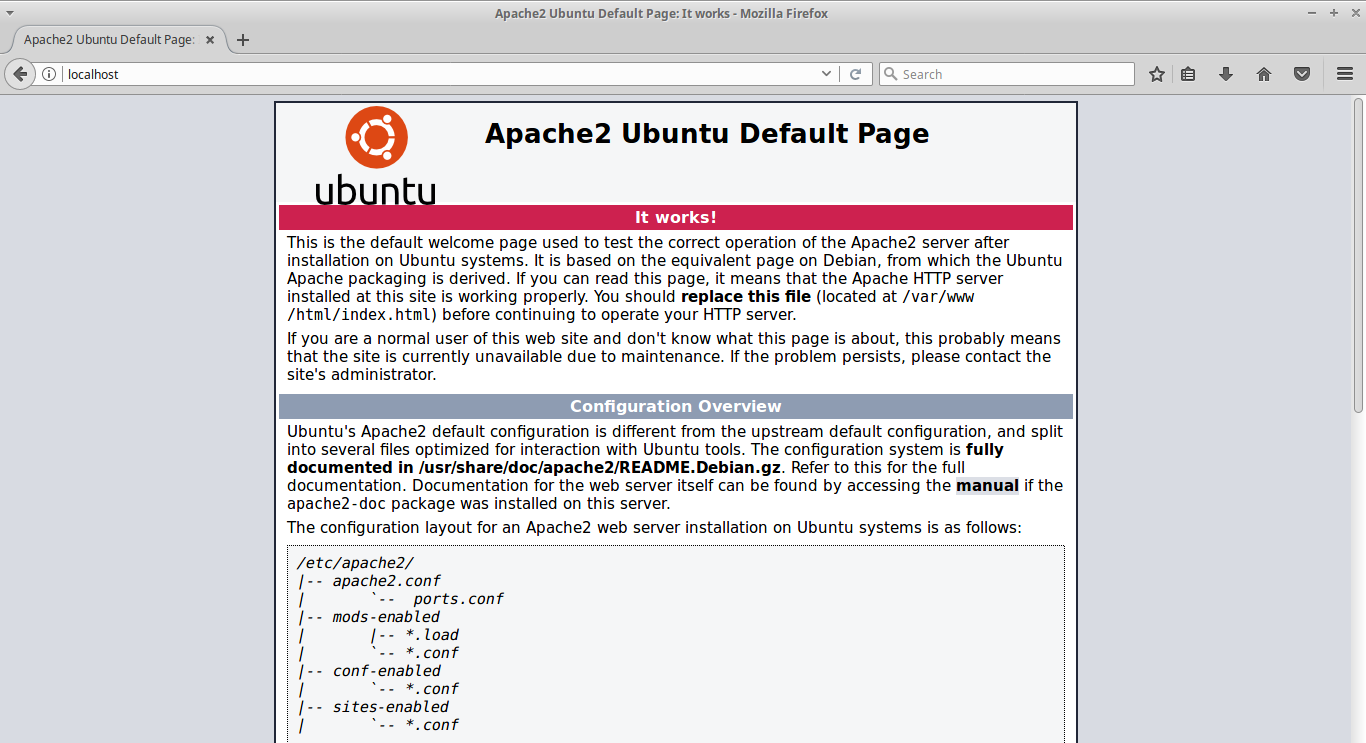 Apache2 Ubuntu Default Page: It works - Mozilla Firefox
Apache2 Ubuntu Default Page:
localhost
Search
ubuntu
Apache2 Ubuntu Default Page
It works!
This is the default welcome page used to test the correct operation of the Apache2 server after
installation on Ubuntu systems. It is based on the equivalent page on Debian, from which the Ubuntu
Apache packaging is derived. If you can read this page, it means that the Apache HTTP server
installed at this site is working properly. You should replace this file (located at /var/www
/html/index.html) before continuing to operate your HTTP server.
If you are a normal user of this web site and don't know what this page is about, this probably means
that the site is currently unavailable due to maintenance. If the problem persists, please contact the
site's administrator.
Configuration Overview
Ubuntu's Apache2 default configuration is different from the upstream default configuration, and split
into several files optimized for interaction with Ubuntu tools. The configuration system is fully
documented in /usr/share/doc/apache2/README.Debian.gz. Refer to this for the full
documentation. Documentation for the web server itself can be found by accessing the manual if the
apache2-doc package was installed on this server.
The configuration layout for an Apache2 web server installation on Ubuntu systems is as follows:
/etc/apache2/
|-- apache2.conf
|       `--  ports.conf
|-- mods-enabled
|       |-- *.load
|       `-- *.conf
|-- conf-enabled
|       `-- *.conf
|-- sites-enabled
|       `-- *.conf